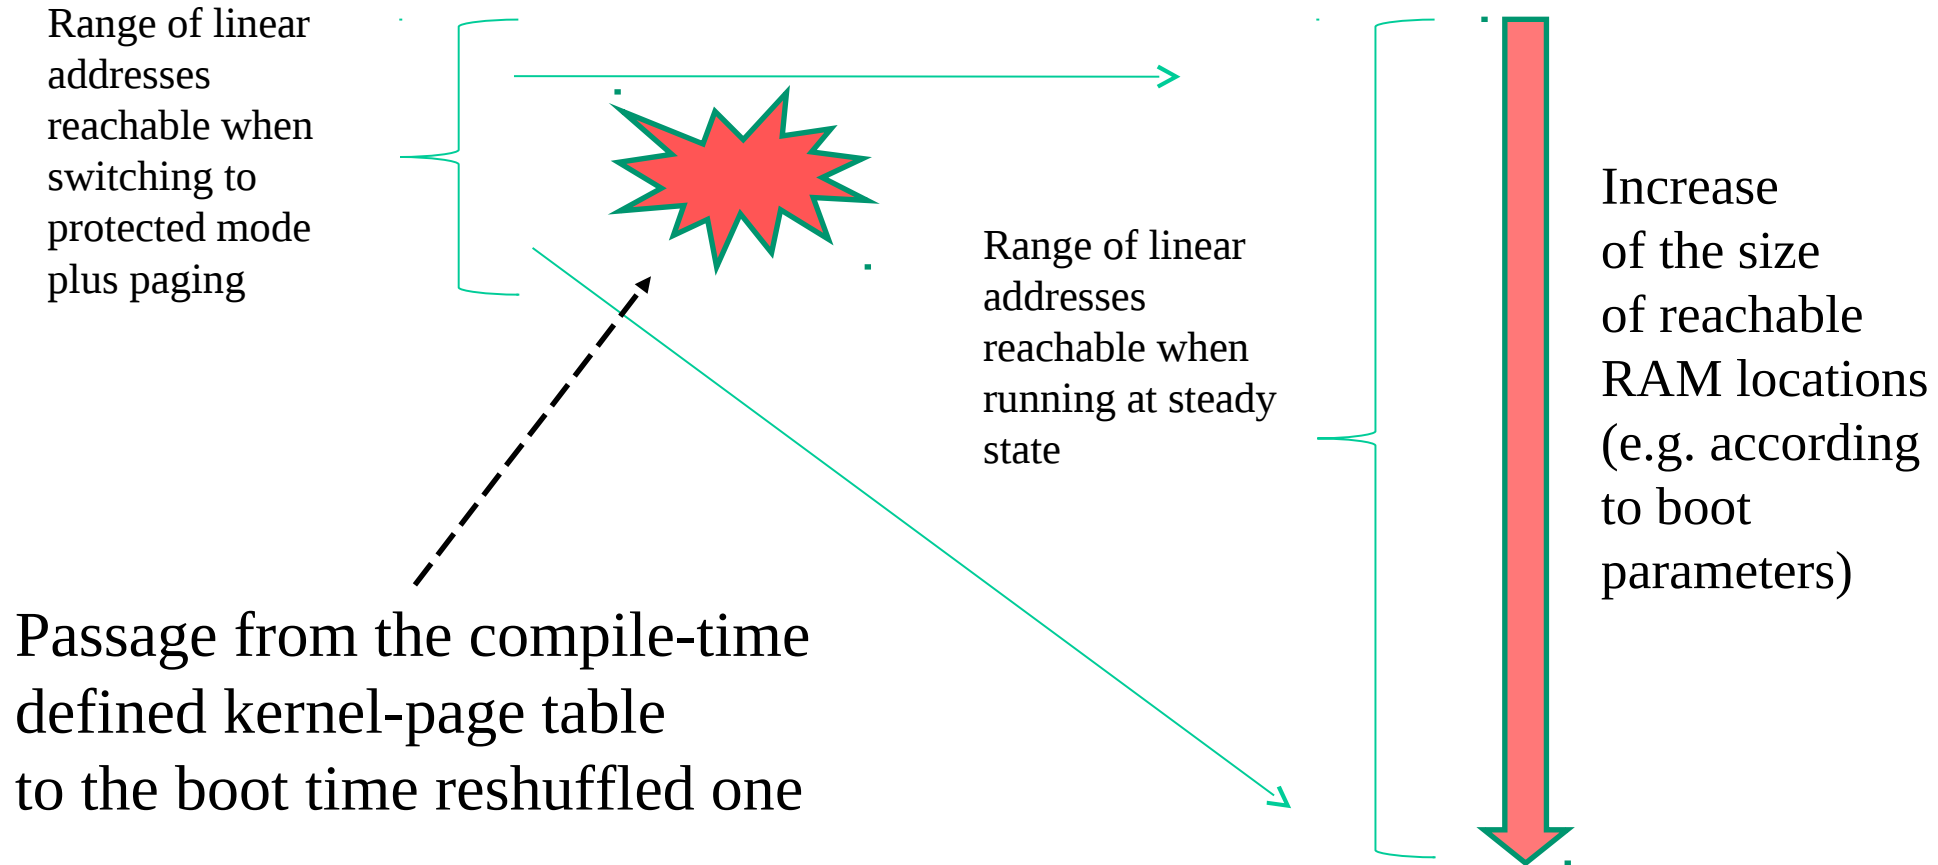 Range of linear
addresses
reachable when
switching to
protected mode
plus paging
Range of linear
addresses
reachable when
running at steady
state
Increase
of the size
of reachable
RAM locations
(e.g. according
to boot
parameters)
Passage from the compile-time
defined kernel-page table
to the boot time reshuffled one